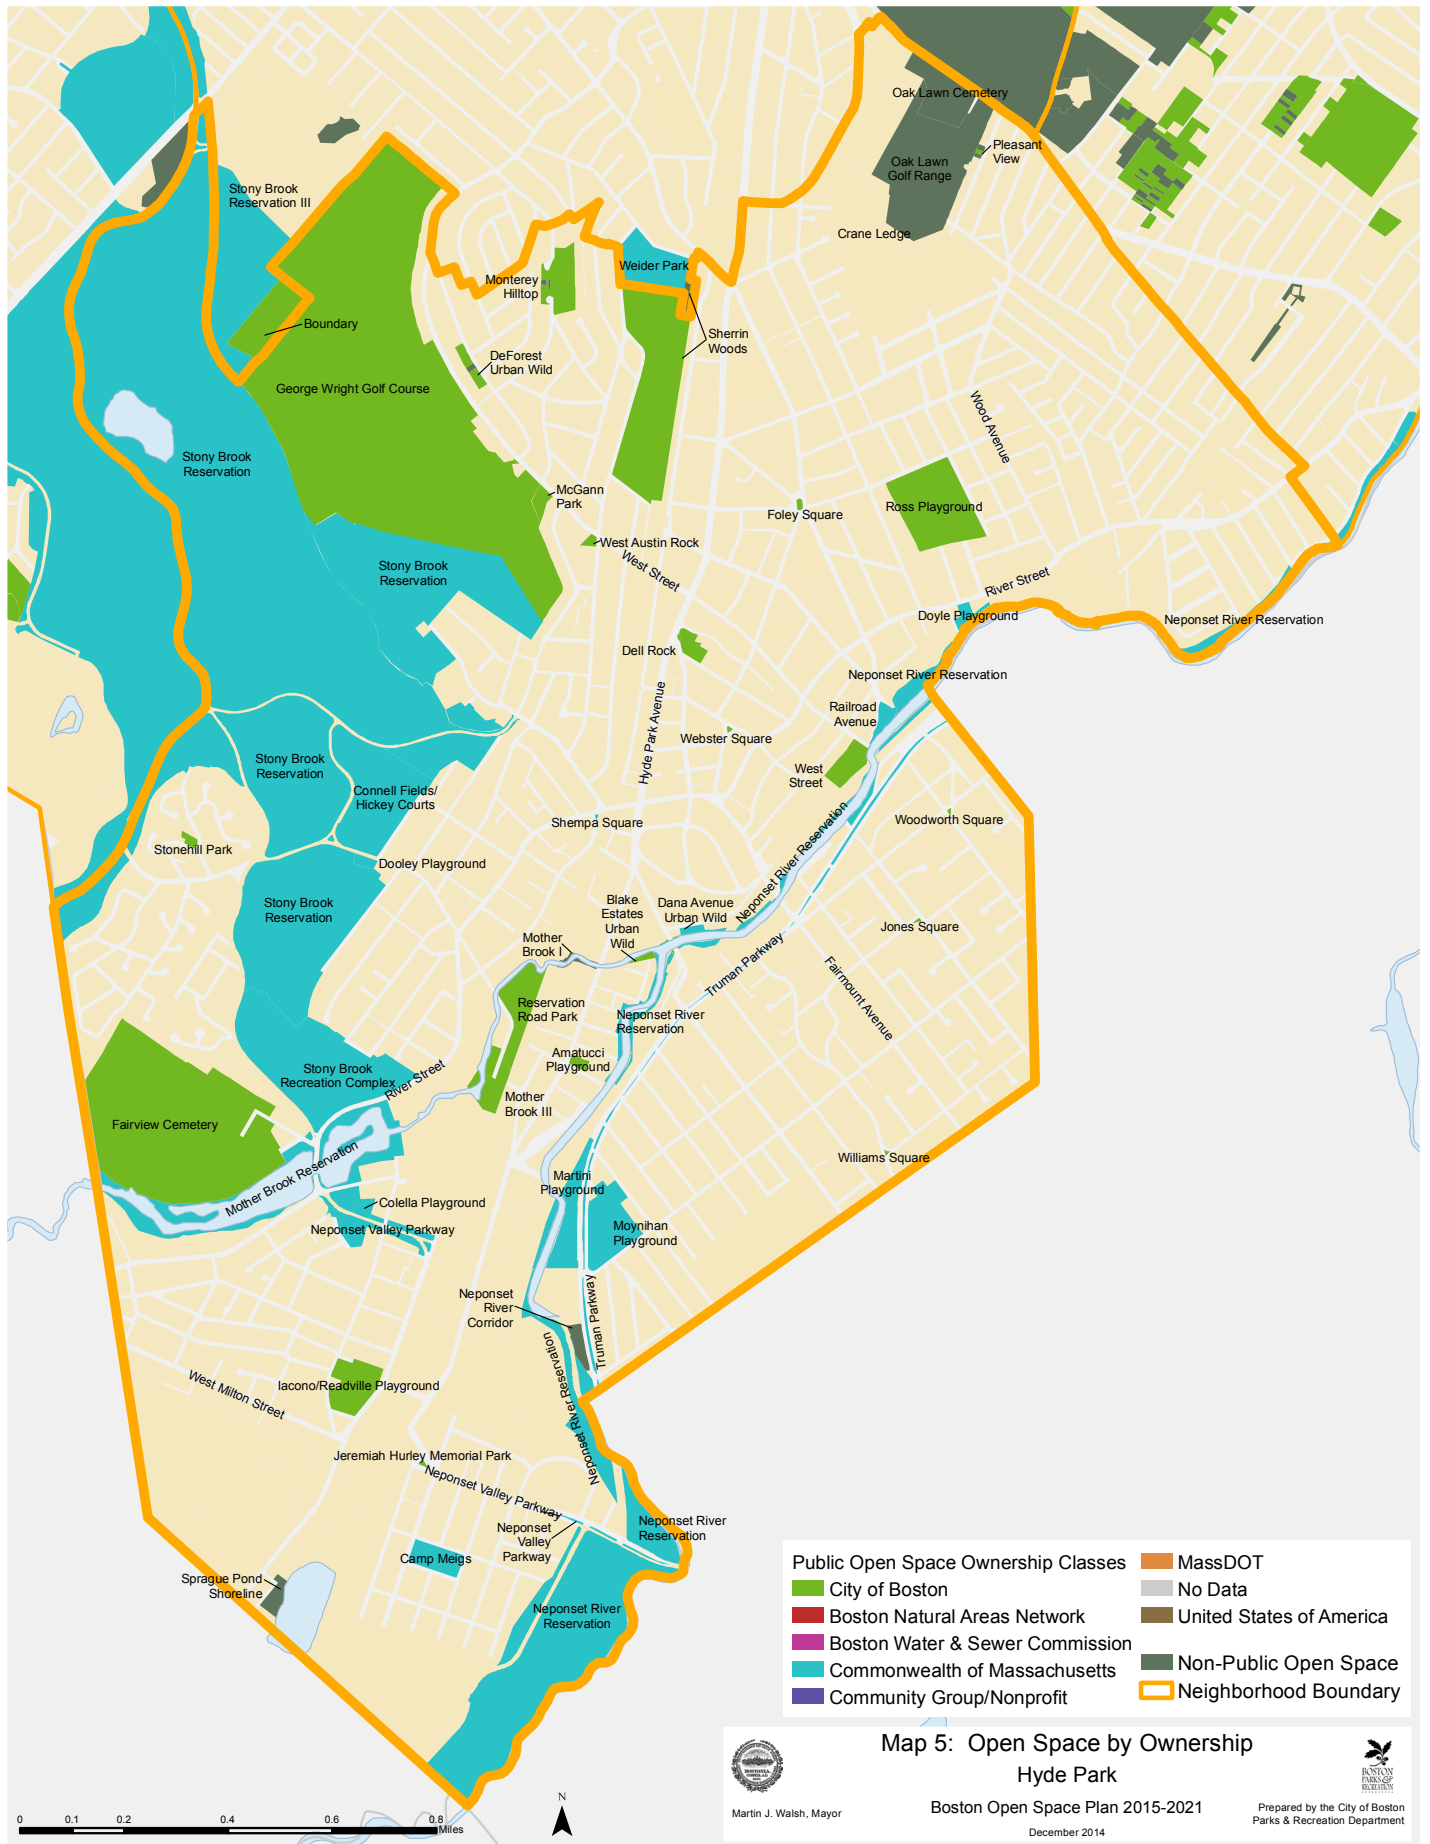 Oak Lawn Cemetery
Pleasant
View
Oak Lawn
Golf Range
Crane Ledge
Stony Brook
Reservation III
Weider Park
Monterey
Hilltop
Boundary
Sherrin
Woods
DeForest
Urban Wild
George Wright Golf Course
Wood Avenue
Stony Brook
Reservation
McGann
Park
Foley Square
Ross Playground
West Austin Rock
West Street
Stony Brook
Reservation
River Street
Doyle Playground
Neponset River Reservation
Dell Rock
Neponset River Reservation
Hyde Park Avenue
Railroad
Avenue
Webster Square
Stony Brook
Reservation
West
Street
Connell Fields/
Hickey Courts
Shempa Square
Woodworth Square
Stonehill Park
Dooley Playground
Neponset River Reservation
Stony Brook
Reservation
Blake
Estates
Urban
Wild
Dana Avenue
Urban Wild
Jones Square
Mother
Brook I
Truman Parkway
Fairmount Avenue
Reservation
Road Park
Neponset River
Reservation
Amatucci
Playground
Stony Brook
Recreation Complex
River Street
Mother
Brook III
Fairview Cemetery
Mother Brook Reservation
Williams Square
Martini
Playground
Colella Playground
Neponset Valley Parkway
Moynihan
Playground
Neponset
River
Corridor
Truman Parkway
Neponset River Reservation
Iacono/Readville Playground
West Milton Street
Jeremiah Hurley Memorial Park
Neponset Valley Parkway
Neponset
Valley
Parkway
Neponset River
Reservation
Camp Meigs
Sprague Pond
Shoreline
Neponset River
Reservation
Public Open Space Ownership Classes
City of Boston
Boston Natural Areas Network
Boston Water & Sewer Commission
Commonwealth of Massachusetts
Community Group/Nonprofit
MassDOT
No Data
United States of America
Non-Public Open Space
Neighborhood Boundary
Map 5: Open Space by Ownership
Hyde Park
Boston Open Space Plan 2015-2021
December 2014
Martin J. Walsh, Mayor
BOSTON
PARKS &
RECREATION
Prepared by the City of Boston
Parks & Recreation Department
N
0 0.1 0.2 0.4 0.6 0.8
Miles